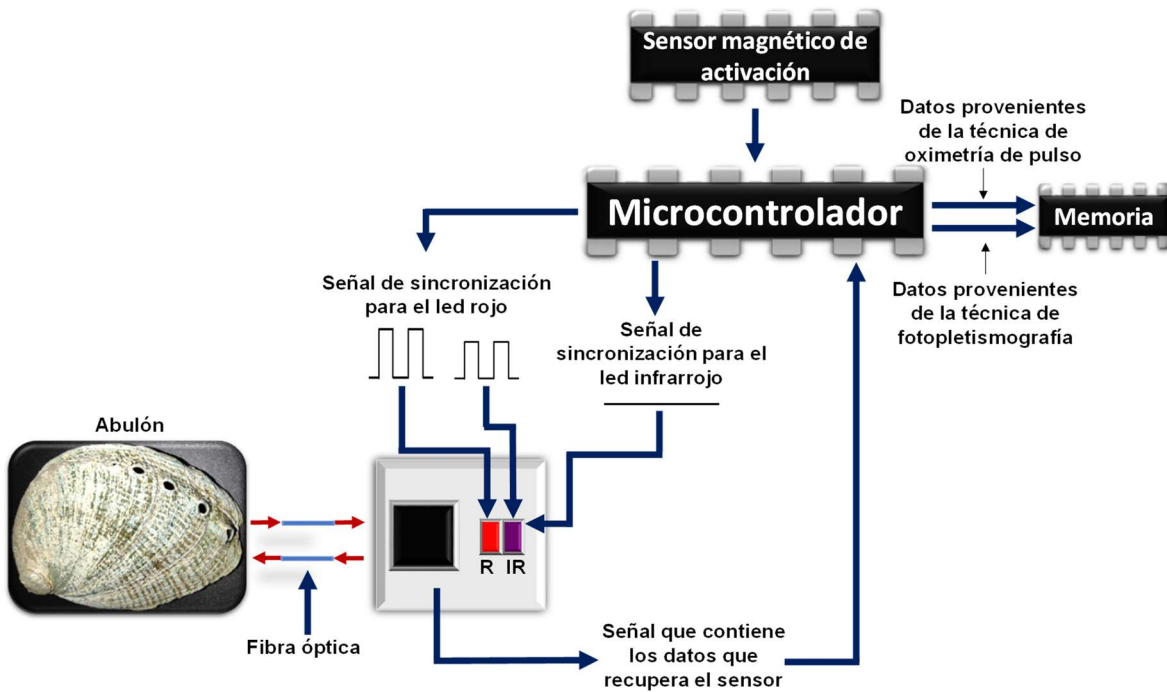 Sensor magnético de
activación
Datos provenientes
de la técnica de
oximetría de pulso
Microcontrolador
Memoria
Señal de sincronización
para el led rojo
Señal de
sincronización para el
led infrarrojo
Datos provenientes
de la técnica de
fotopletismografía
Abulón
R IR
Fibra óptica
Señal que contiene
los datos que
recupera el sensor